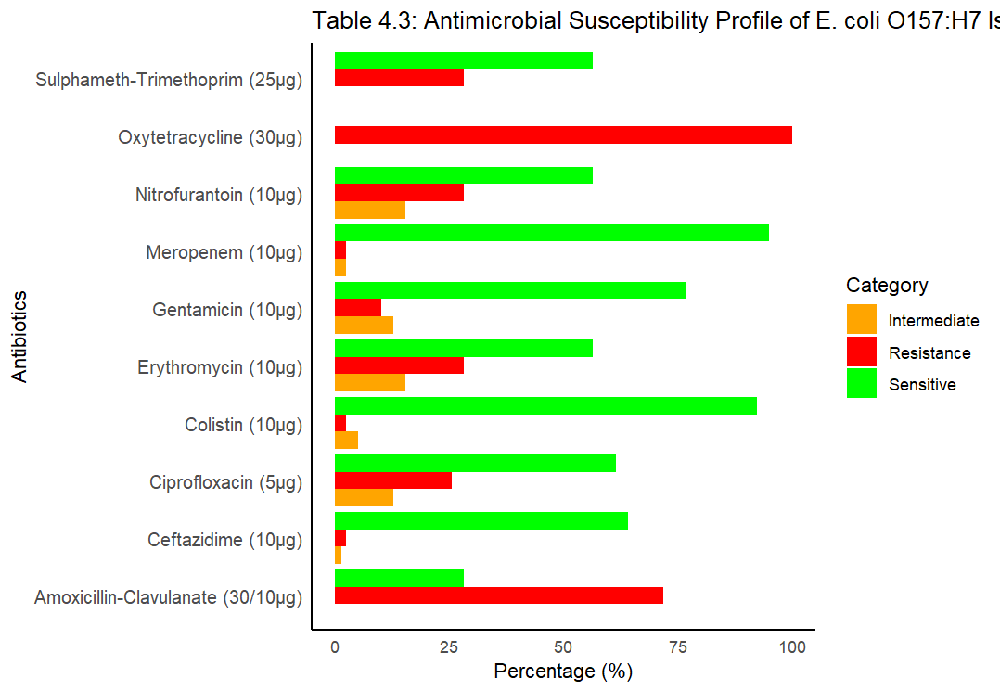 Table 4.3: Antimicrobial Susceptibility Profile of E. coli O157:H7 Is
Sulphameth-Trimethoprim (25µg)
Oxytetracycline (30µg)
Nitrofurantoin (10µg)
Meropenem (10µg)
Gentamicin (10µg)
Erythromycin (10µg)
Colistin (10µg)
Ciprofloxacin (5µg)
Ceftazidime (10µg)
Amoxicillin-Clavulanate (30/10µg)
Antibiotics
0 25 50 75 100
Percentage (%)
Category
Intermediate
Resistance
Sensitive